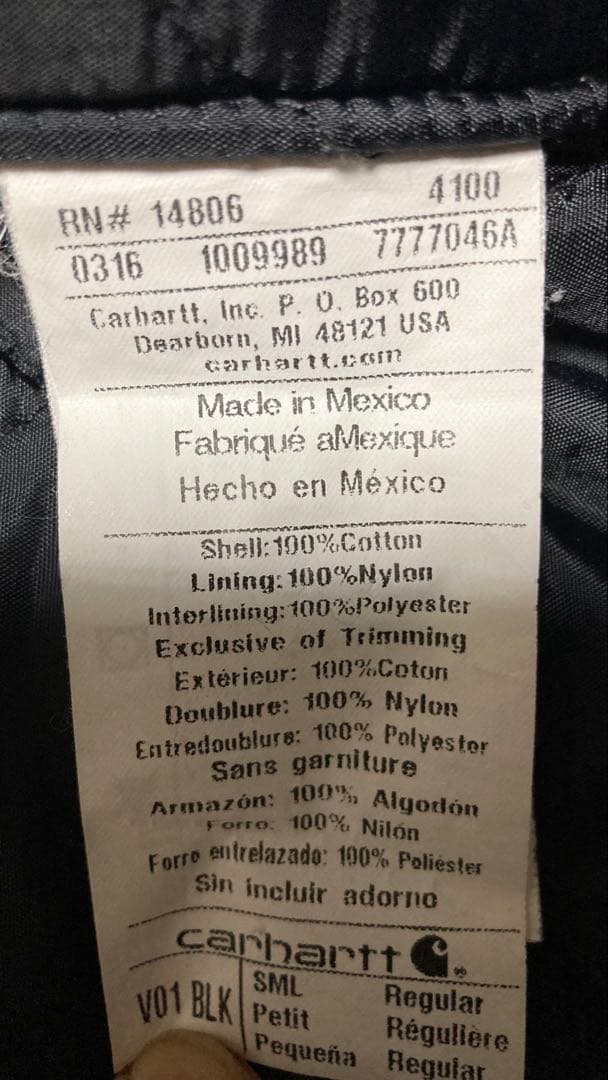 RN# 14806 4100
0316 1009989 7777046A
Carhartt, Inc. P. O. Box 600
Dearborn, MI 48121 USA
carhartt.com
Made in Mexico
Fabriqué aMexique
Hecho en México
Shell:100%Cotton
Lining:100%Nylon
Interlining:100%Polyester
Exclusive of Trimming
Extérieur: 100%Coton
Doublure: 100% Nylon
Entredoublure: 100% Polyester
Sans garniture
Armazón: 100% Algodón
Forro: 100% Nilón
Forro entrelazado: 100% Poliéster
Sin incluir adorno
carhartt
V01 BLK
SML Regular
Petit Régulière
Pequeña Regular